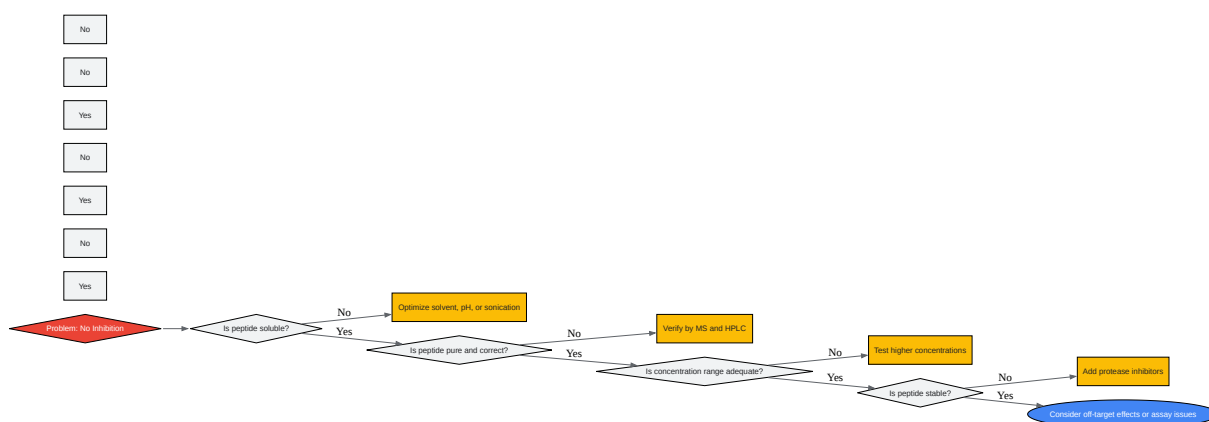 No
No
Yes
No
Yes
No
Yes
Problem: No Inhibition
Is peptide soluble?
No
Yes
Optimize solvent, pH, or sonication
Is peptide pure and correct?
No
Yes
Verify by MS and HPLC
Is concentration range adequate?
No
Yes
Test higher concentrations
Is peptide stable?
No
Yes
Add protease inhibitors
Consider off-target effects or assay issues